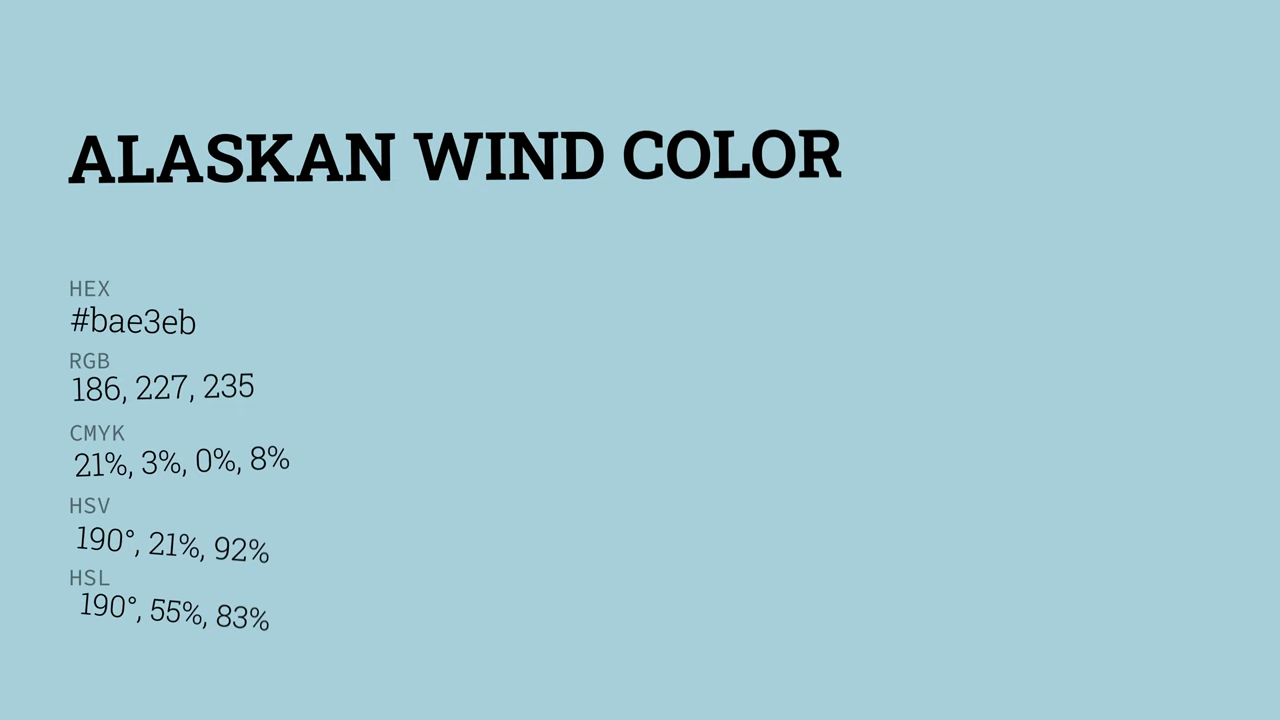 ALASKAN WIND COLOR
HEX
#bae3eb
RGB
186, 227, 235
CMYK
21%, 3%, 0%, 8%
HSV
190°, 21%, 92%
HSL
190°, 55%, 83%